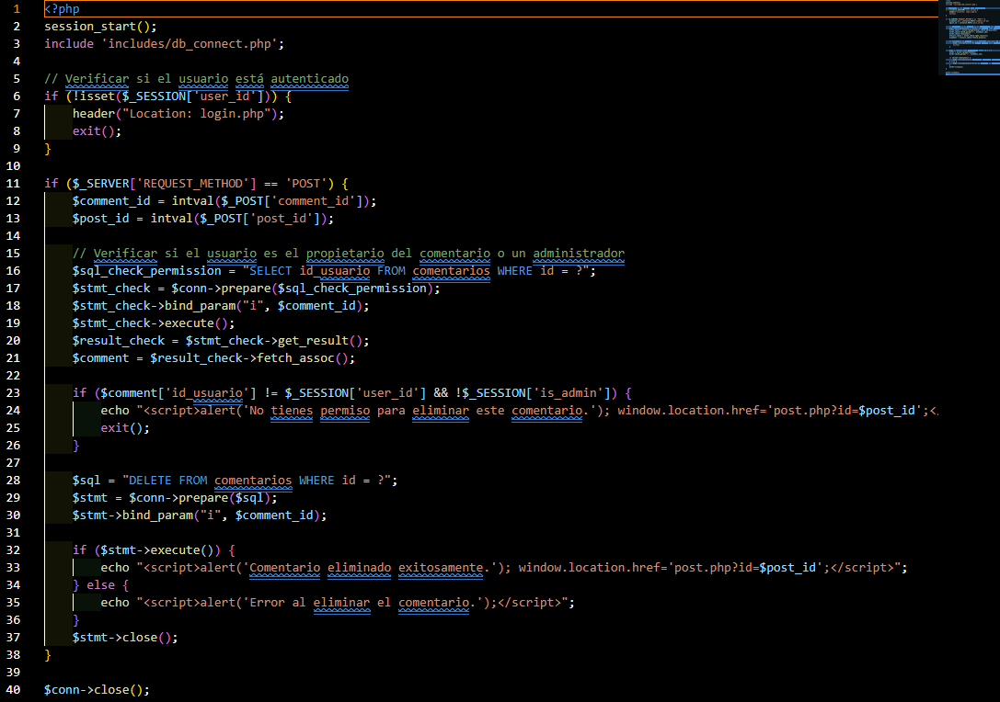 1 <?php
2 session_start();
3 include 'includes/db_connect.php';
4
5 // Verificar si el usuario está autenticado
6 if (!isset($_SESSION['user_id'])) {
7     header("Location: login.php");
8     exit();
9 }
10
11 if ($_SERVER['REQUEST_METHOD'] == 'POST') {
12     $comment_id = intval($_POST['comment_id']);
13     $post_id = intval($_POST['post_id']);
14
15     // Verificar si el usuario es el propietario del comentario o un administrador
16     $sql_check_permission = "SELECT id_usuario FROM comentarios WHERE id = ?";
17     $stmt_check = $conn->prepare($sql_check_permission);
18     $stmt_check->bind_param("i", $comment_id);
19     $stmt_check->execute();
20     $result_check = $stmt_check->get_result();
21     $comment = $result_check->fetch_assoc();
22
23     if ($comment['id_usuario'] != $_SESSION['user_id'] && !$_SESSION['is_admin']) {
24         echo "<script>alert('No tienes permiso para eliminar este comentario.'); window.location.href='post.php?id=$post_id';<
25         exit();
26     }
27
28     $sql = "DELETE FROM comentarios WHERE id = ?";
29     $stmt = $conn->prepare($sql);
30     $stmt->bind_param("i", $comment_id);
31
32     if ($stmt->execute()) {
33         echo "<script>alert('Comentario eliminado exitosamente.'); window.location.href='post.php?id=$post_id';</script>";
34     } else {
35         echo "<script>alert('Error al eliminar el comentario.');</script>";
36     }
37     $stmt->close();
38 }
39
40 $conn->close();